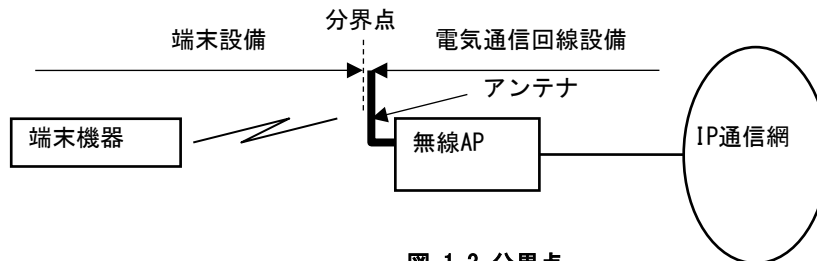 分界点
端末設備
電気通信回線設備
アンテナ
端末機器
無線AP
IP通信網
図 1.2 分界点